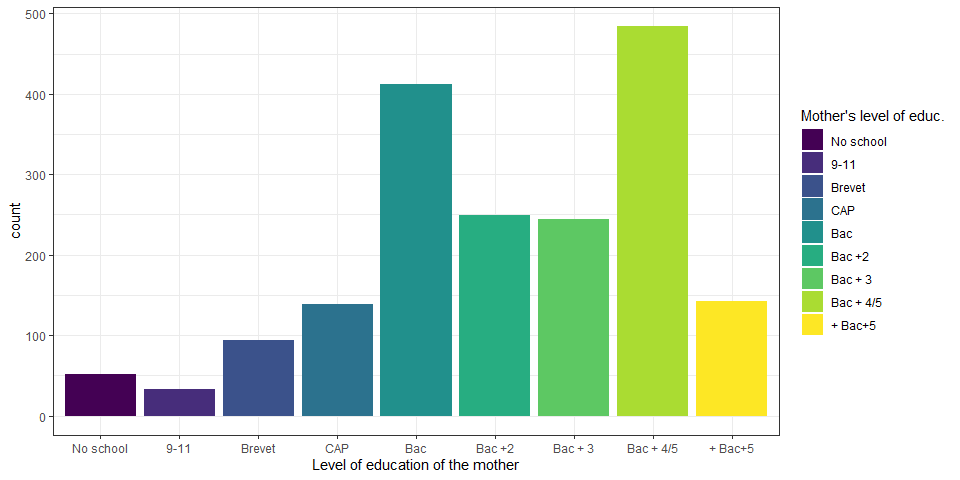 500
400
300
200
100
0
count
No school 9-11 Brevet CAP Bac Bac +2 Bac + 3 Bac + 4/5 + Bac+5
Level of education of the mother
Mother's level of educ.
No school
9-11
Brevet
CAP
Bac
Bac +2
Bac + 3
Bac + 4/5
+ Bac+5